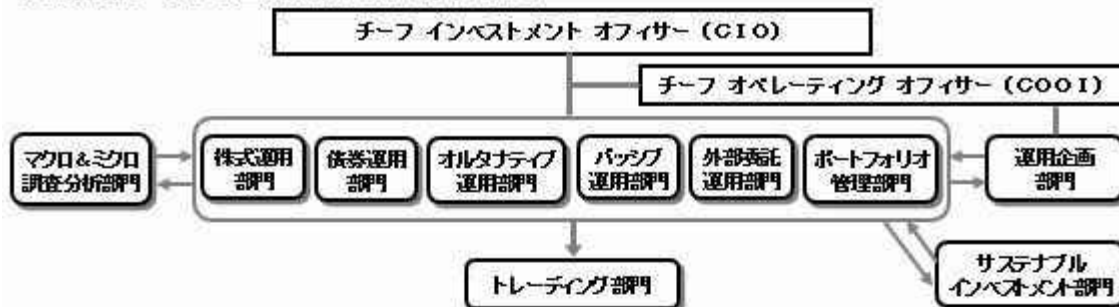 チーフ インベストメント オフィサー (CIO)
チーフ オペレーティング オフィサー (COOI)
マクロ&ミクロ
調査分析部門
株式運用
部門
債券運用
部門
オルタナティブ
運用部門
パッシブ
運用部門
外部委託
運用部門
ポートフォリオ
管理部門
運用企画
部門
トレーディング部門
サステナブル
インベストメント部門